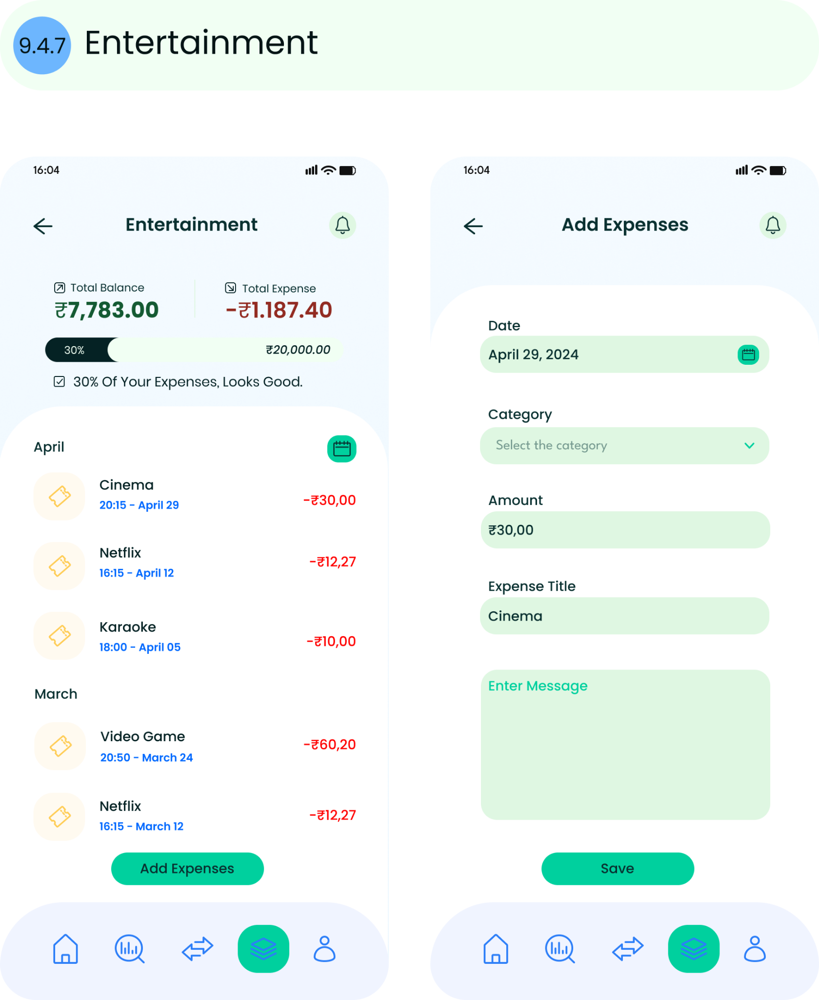 9.4.7 Entertainment
16:04
Entertainment
Total Balance
₹7,783.00
Total Expense
-₹1.187.40
30%
₹20,000.00
30% Of Your Expenses, Looks Good.
April
Cinema
20:15 - April 29
-₹30,00
Netflix
16:15 - April 12
-₹12,27
Karaoke
18:00 - April 05
-₹10,00
March
Video Game
20:50 - March 24
-₹60,20
Netflix
16:15 - March 12
-₹12,27
Add Expenses
16:04
Add Expenses
Date
April 29, 2024
Category
Select the category
Amount
₹30,00
Expense Title
Cinema
Enter Message
Save